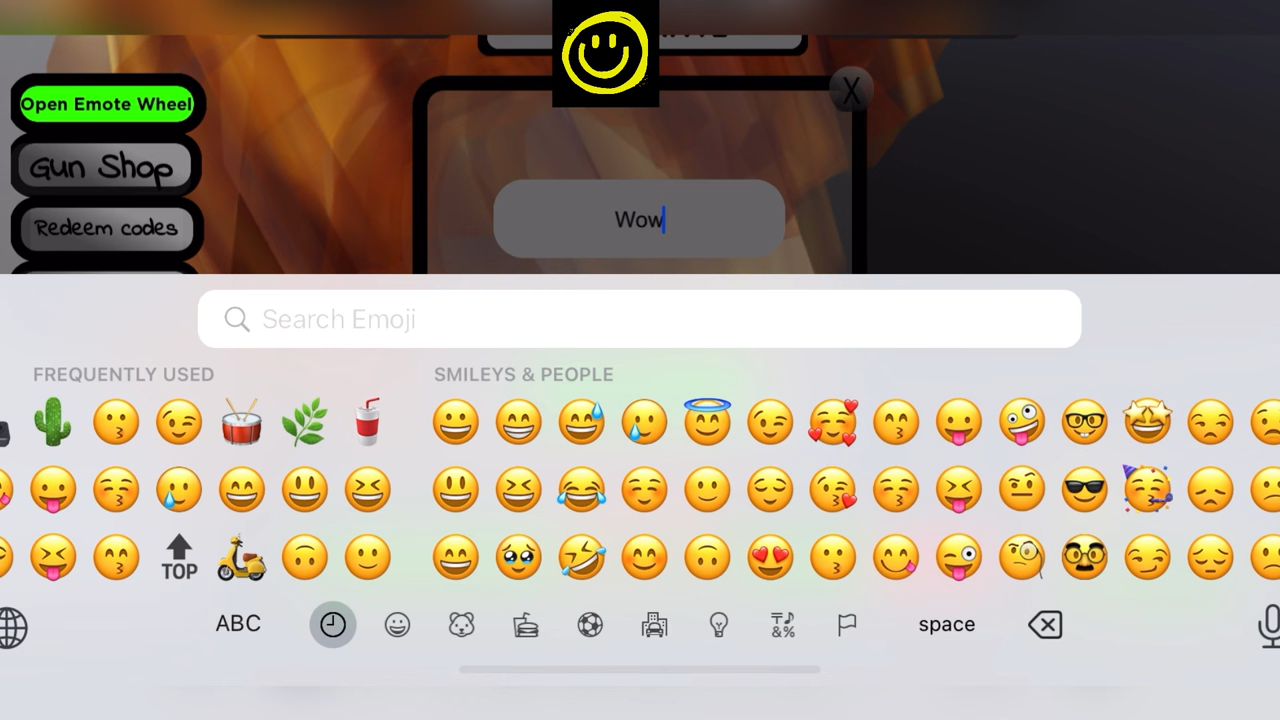 X
Open Emote Wheel
Gun Shop
Redeem codes
Wow
Search Emoji
FREQUENTLY USED
SMILEYS & PEOPLE
TOP
ABC
&%
space